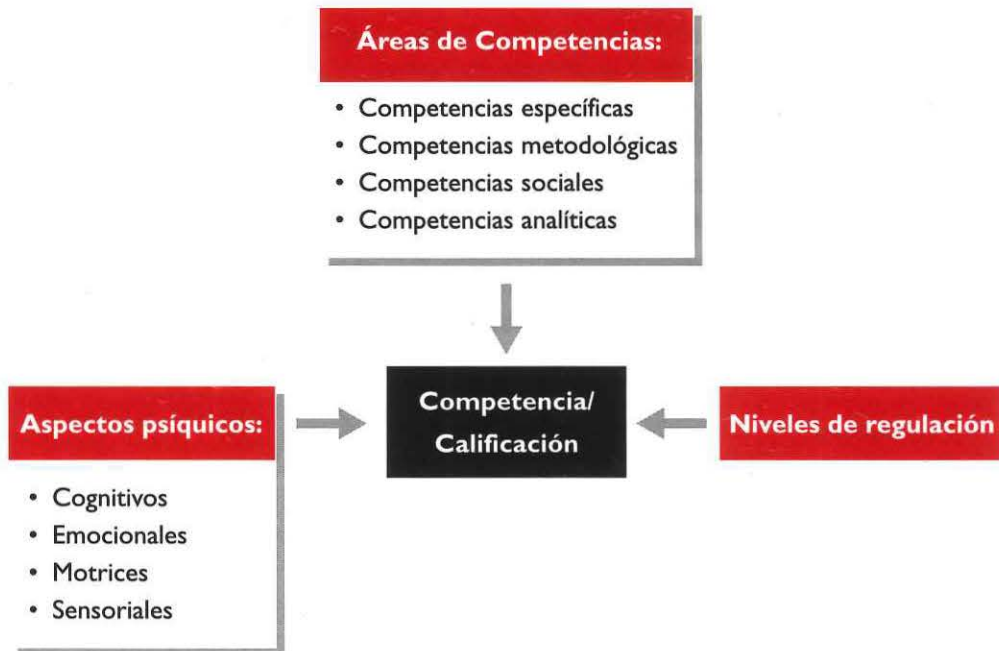 Áreas de Competencias:
• Competencias específicas
• Competencias metodológicas
• Competencias sociales
• Competencias analíticas
Aspectos psíquicos:
• Cognitivos
• Emocionales
• Motrices
• Sensoriales
Competencia/
Calificación
Niveles de regulación